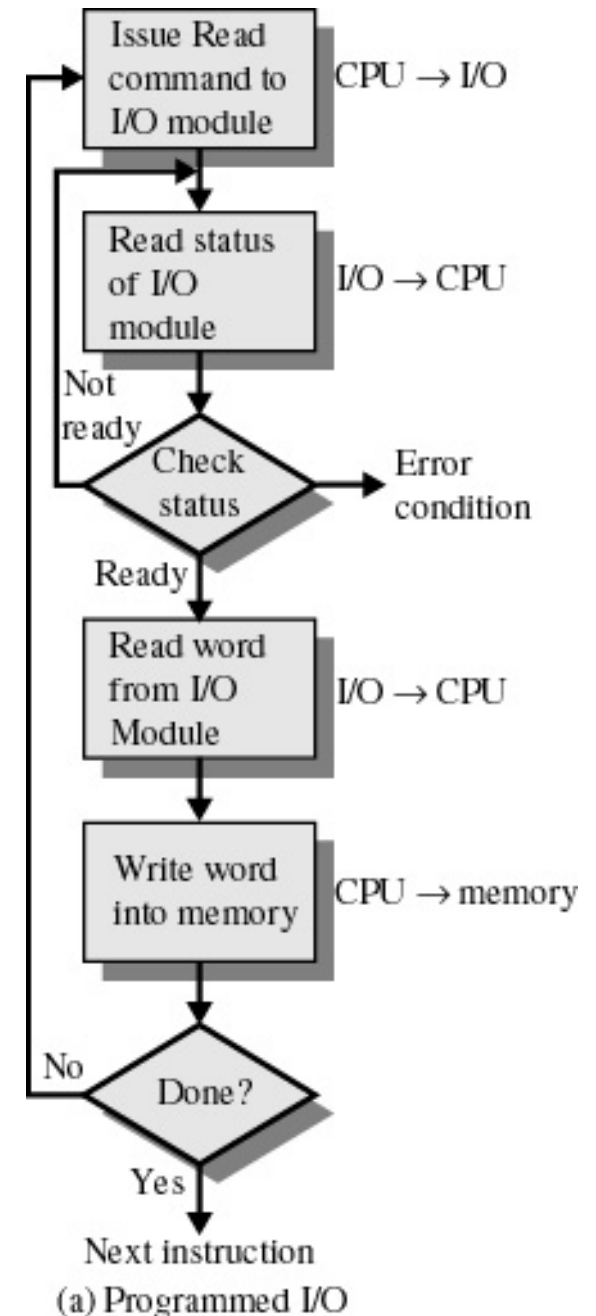 Issue Read
command to
I/O module
CPU → I/O
Read status
of I/O
module
I/O → CPU
Not
ready
Check
status
Error
condition
Ready
Read word
from I/O
Module
I/O → CPU
Write word
into memory
CPU → memory
No
Done?
Yes
Next instruction
(a) Programmed I/O